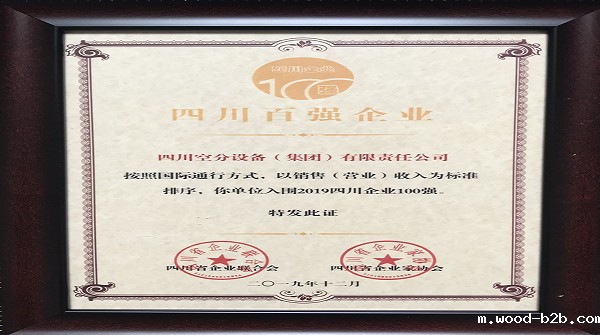 100
四川百强企业
四川空分设备（集团）有限责任公司
按照国际通行方式，以销售（营业）收入为标准
排序，你单位入围2019四川企业100强。
特发此证
四川省企业联合会 四川省企业家协会
二〇一九年十二月
m.wood-b2b.com